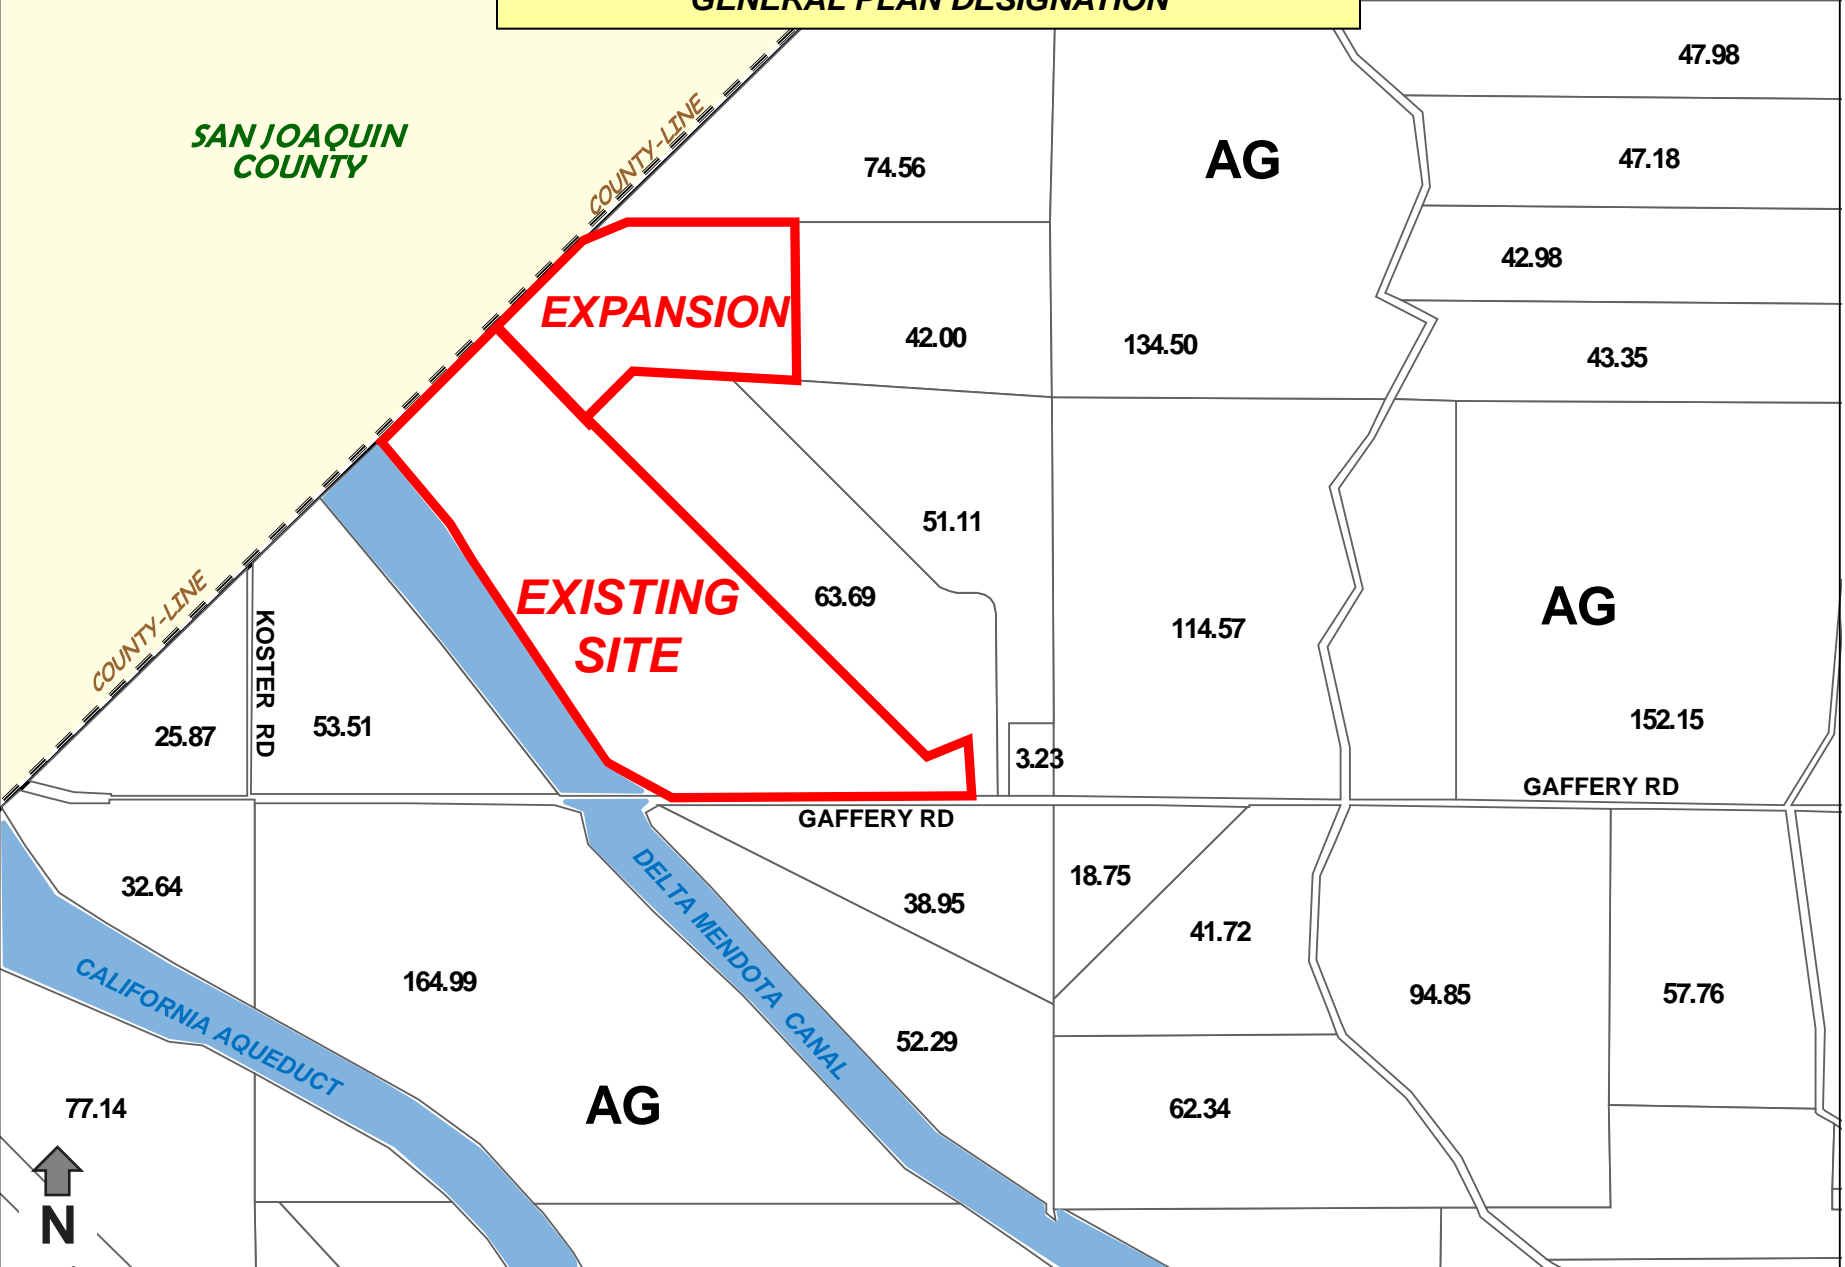 GENERAL PLAN DESIGNATION
47.98
SAN JOAQUIN
COUNTY
COUNTY-LINE
74.56
AG
47.18
42.98
EXPANSION
42.00
134.50
43.35
51.11
EXISTING
SITE
63.69
114.57
AG
COUNTY-LINE
KOSTER RD
25.87
53.51
3.23
152.15
GAFFERY RD
GAFFERY RD
32.64
DELTA MENDOTA CANAL
38.95
18.75
41.72
CALIFORNIA AQUEDUCT
164.99
94.85
57.76
52.29
77.14
AG
62.34
N